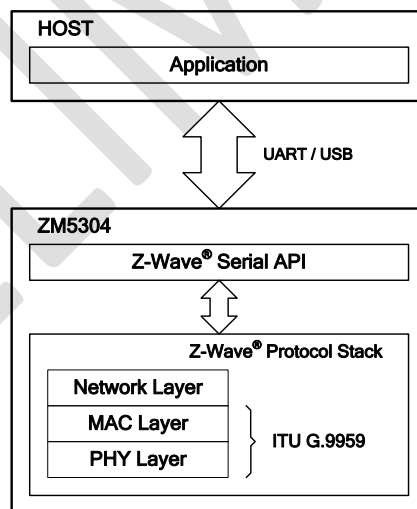 HOST
Application
UART / USB
ZM5304
Z-Wave® Serial API
Z-Wave® Protocol Stack
Network Layer
MAC Layer
PHY Layer
ITU G.9959